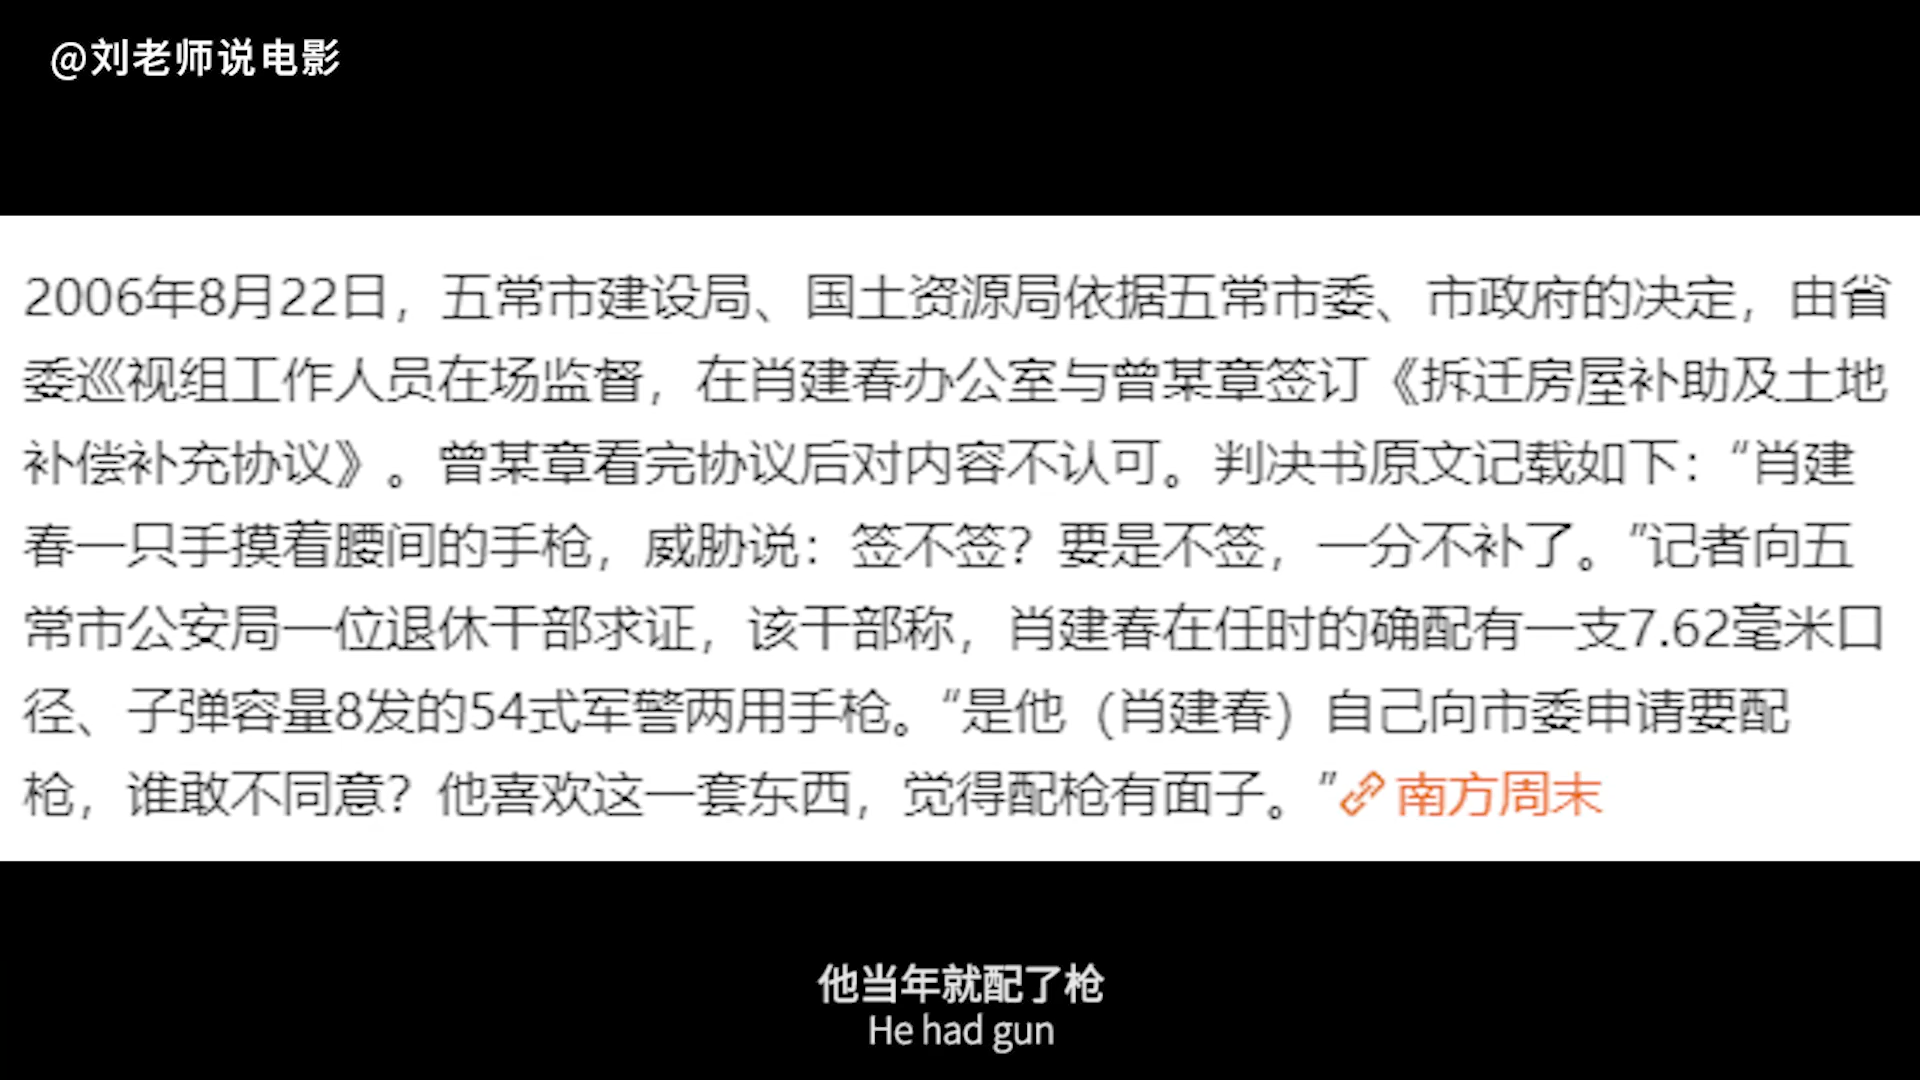 @刘老师说电影
2006年8月22日，五常市建设局、国土资源局依据五常市委、市政府的决定，由省
委巡视组工作人员在场监督，在肖建春办公室与曾某章签订《拆迁房屋补助及土地
补偿补充协议》。曾某章看完协议后对内容不认可。判决书原文记载如下：“肖建
春一只手摸着腰间的手枪，威胁说：签不签？要是不签，一分不补了。”记者向五
常市公安局一位退休干部求证，该干部称，肖建春在任时的确配有一支7.62毫米口
径、子弹容量8发的54式军警两用手枪。“是他（肖建春）自己向市委申请要配
枪，谁敢不同意？他喜欢这一套东西，觉得配枪有面子。”南方周末
他当年就配了枪
He had gun